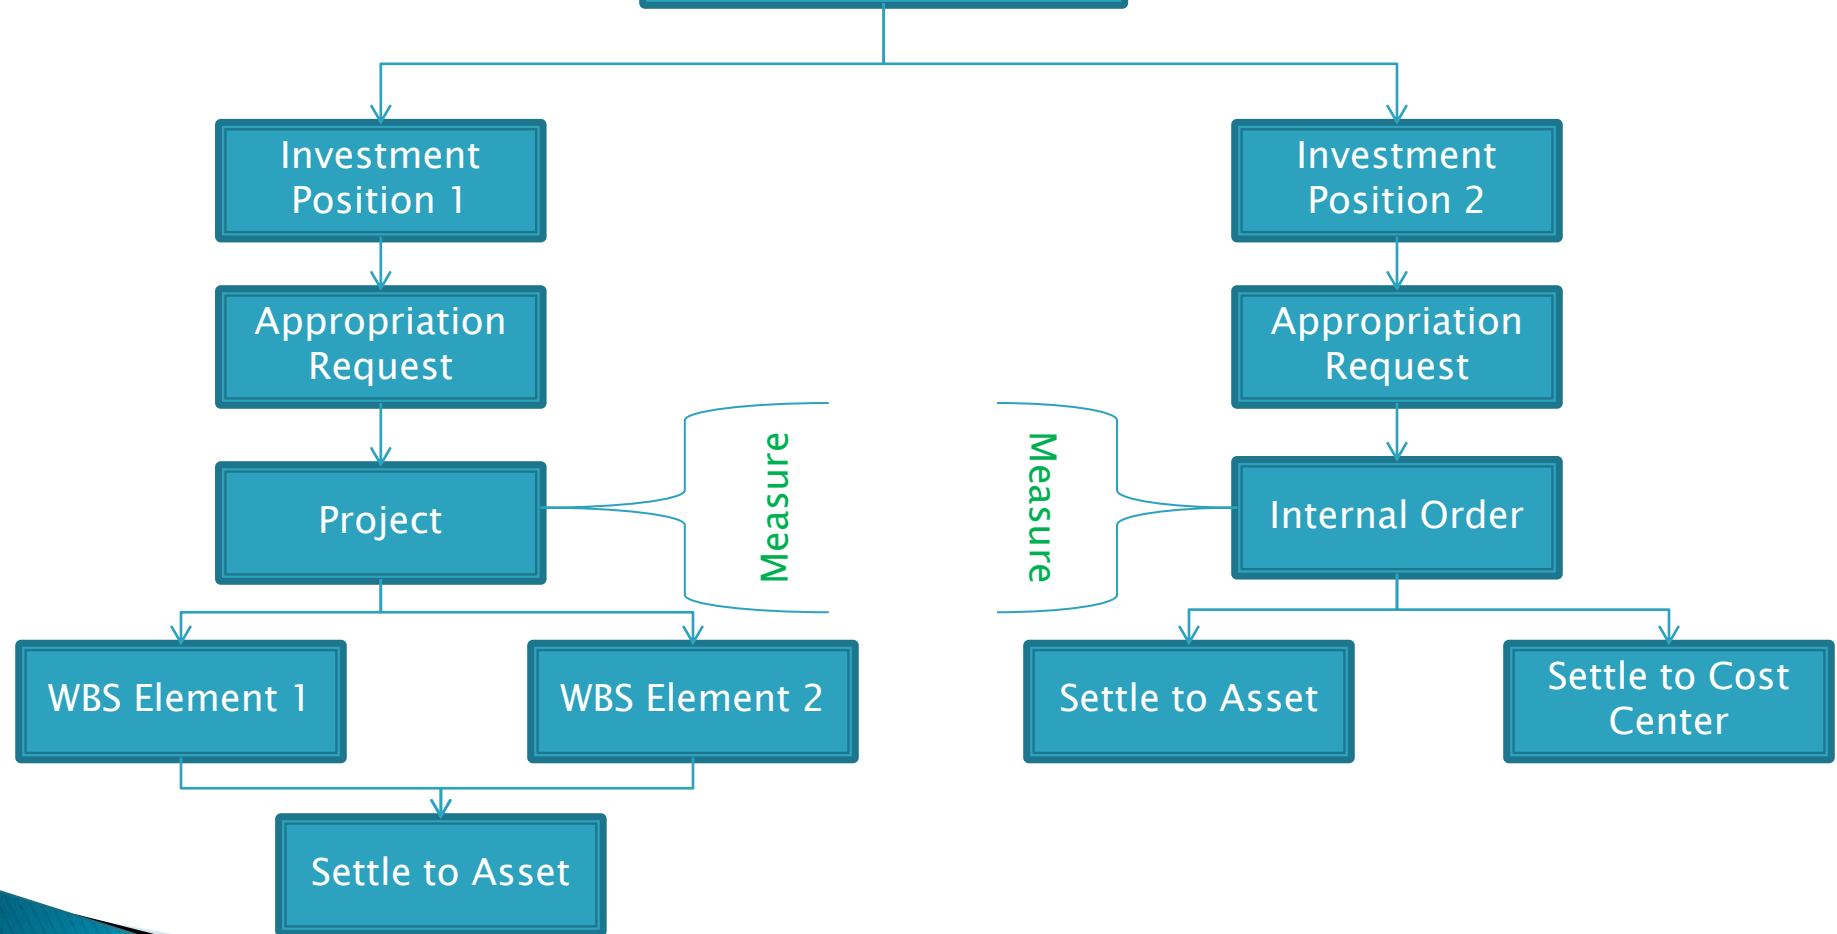 Investment
Position 1
Investment
Position 2
Appropriation
Request
Appropriation
Request
Measure
Measure
Project
Internal Order
WBS Element 1
WBS Element 2
Settle to Asset
Settle to Cost
Center
Settle to Asset